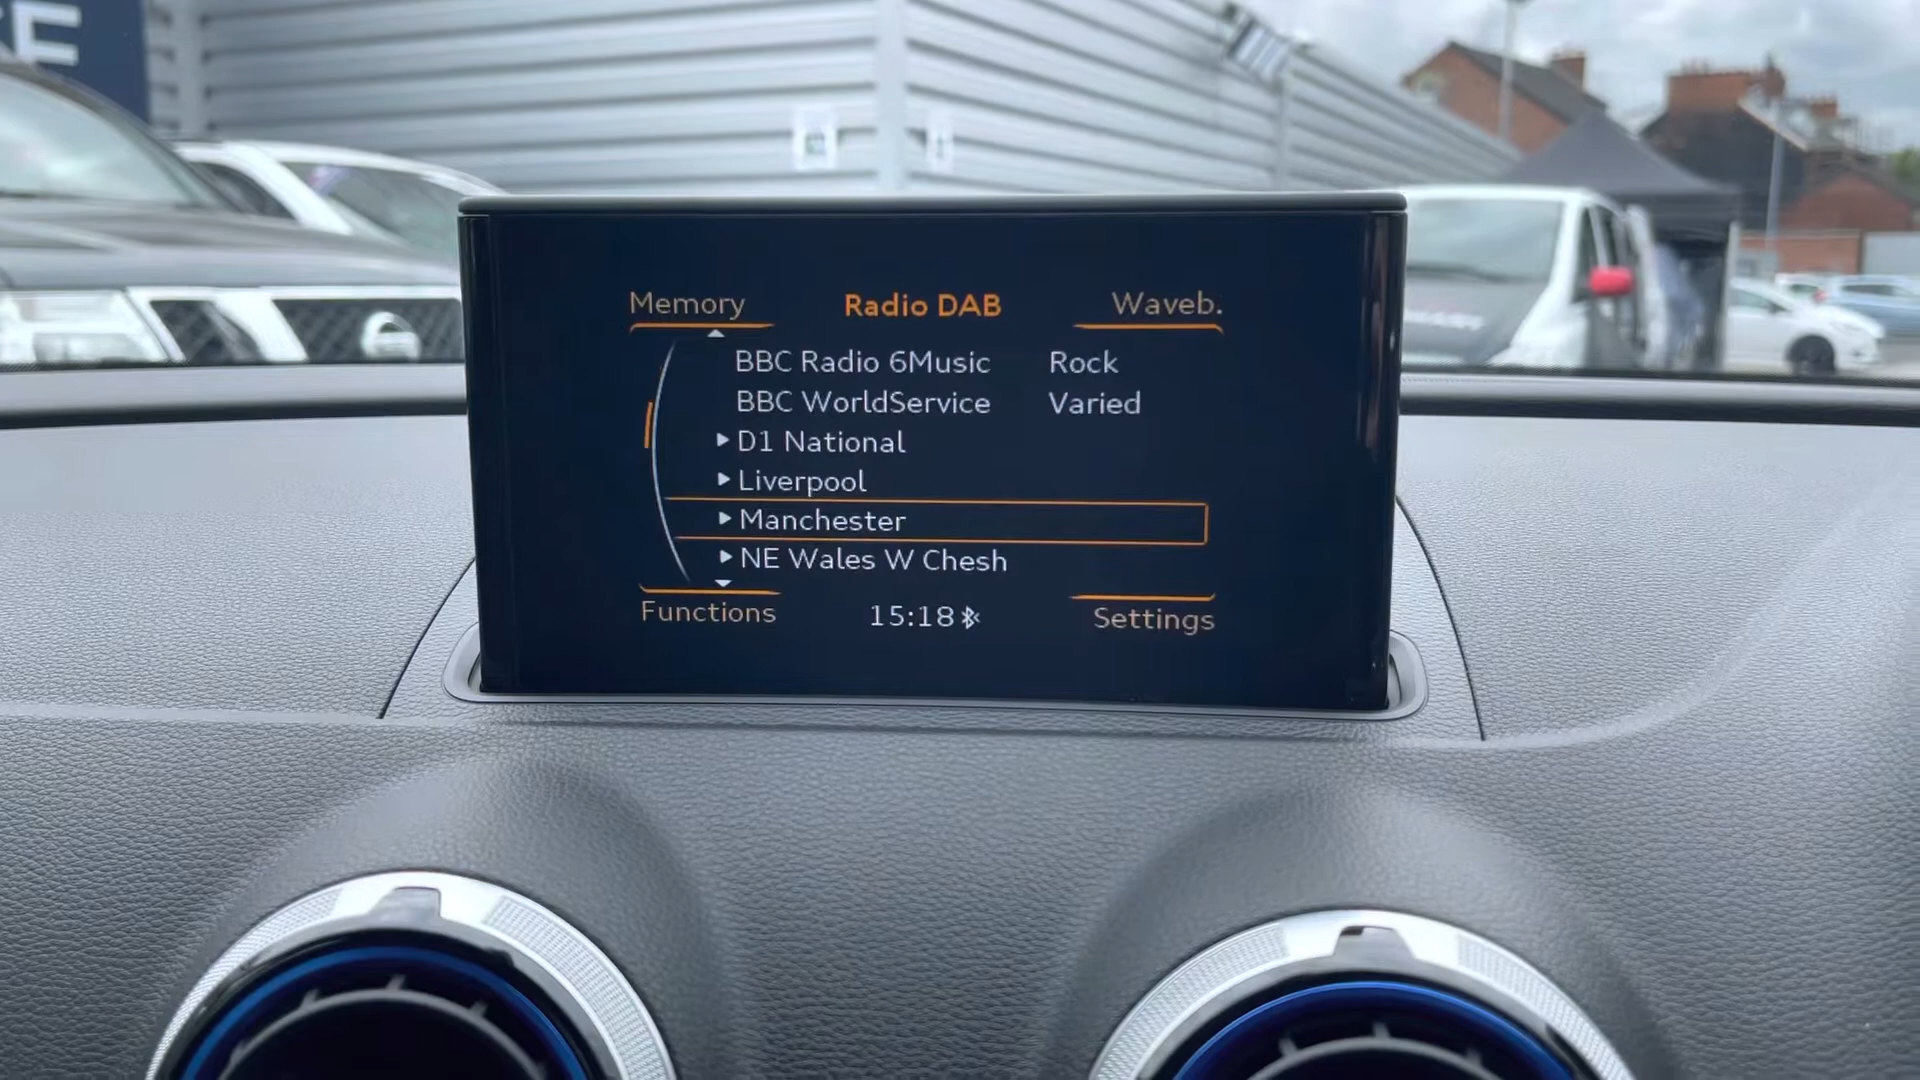 Memory Radio DAB Waveb.
BBC Radio 6Music Rock
BBC WorldService Varied
D1 National
Liverpool
Manchester
NE Wales W Chesh
Functions 15:18 Settings